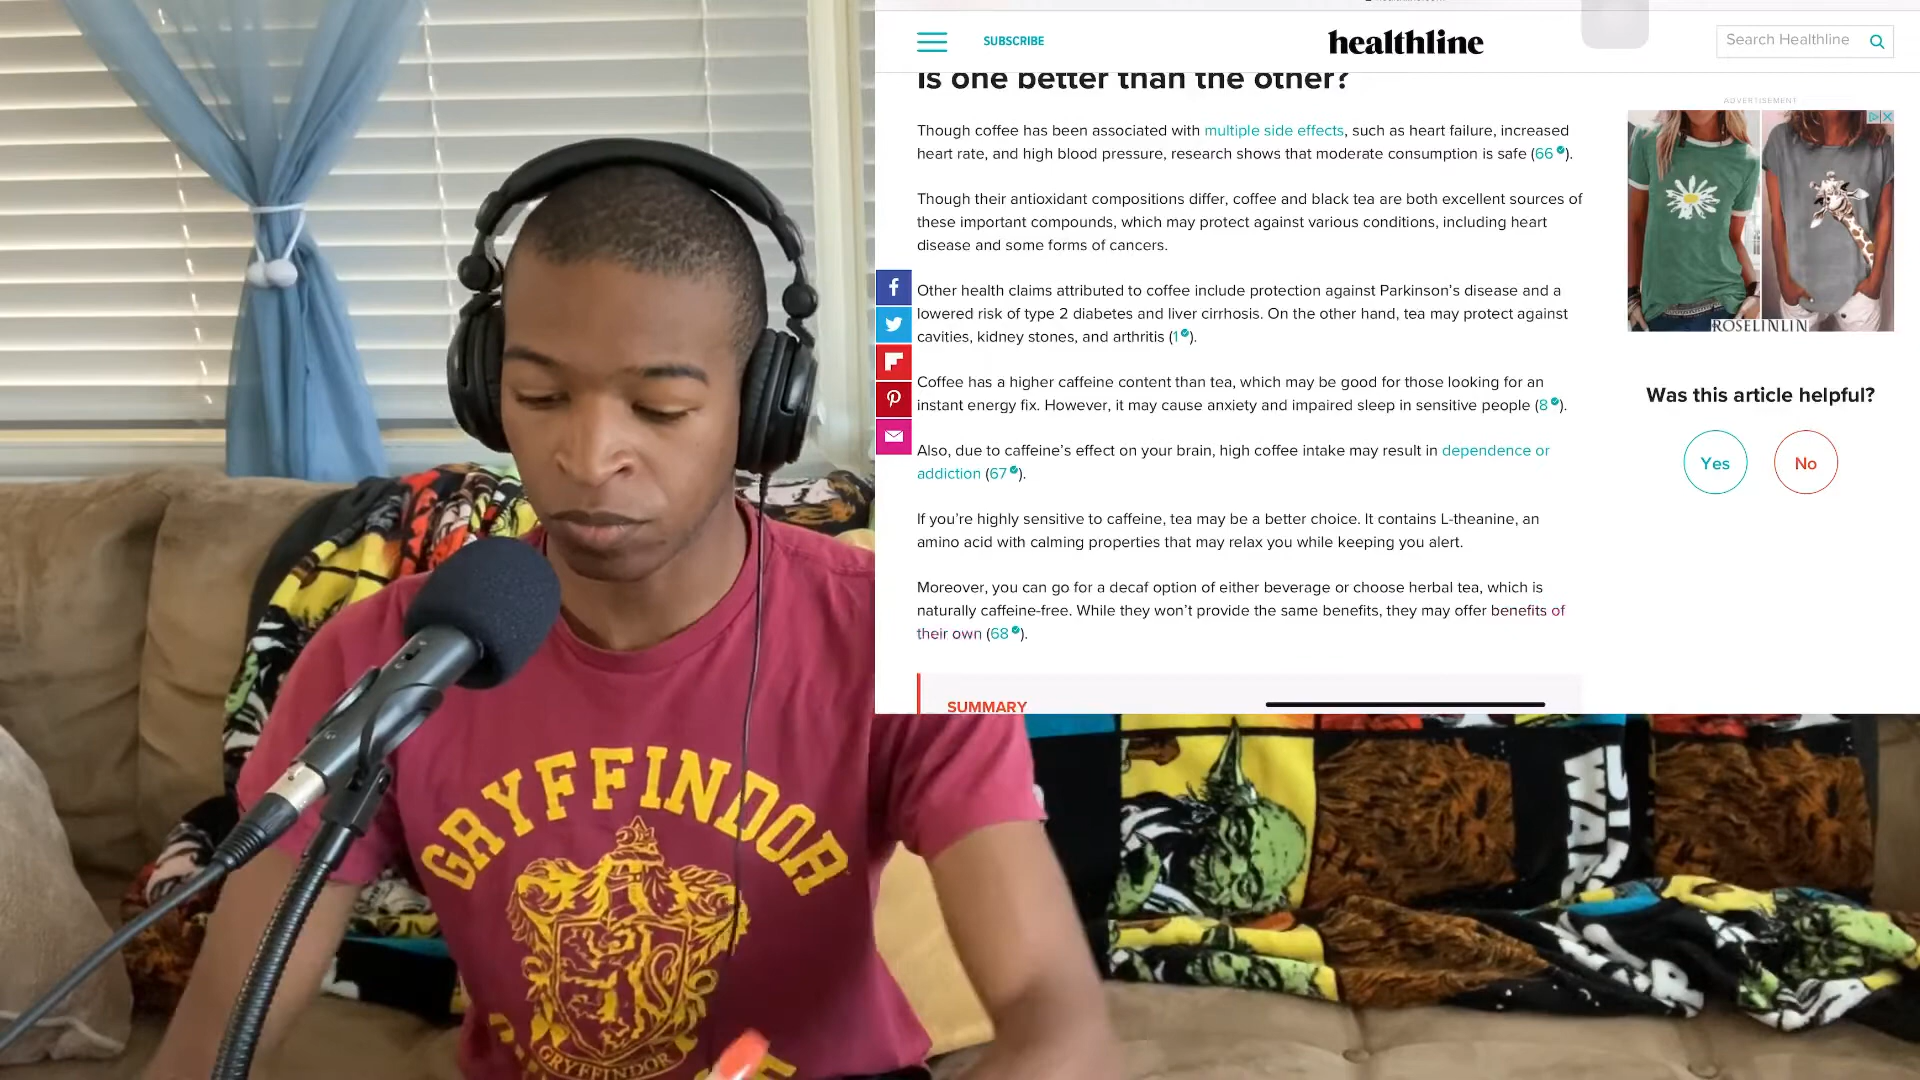 SUBSCRIBE
healthline
Search Healthline
Is one better than the other?
ADVERTISEMENT
Though coffee has been associated with multiple side effects, such as heart failure, increased
heart rate, and high blood pressure, research shows that moderate consumption is safe (66).
Though their antioxidant compositions differ, coffee and black tea are both excellent sources of
these important compounds, which may protect against various conditions, including heart
disease and some forms of cancers.
Other health claims attributed to coffee include protection against Parkinson's disease and a
lowered risk of type 2 diabetes and liver cirrhosis. On the other hand, tea may protect against
cavities, kidney stones, and arthritis (1).
Coffee has a higher caffeine content than tea, which may be good for those looking for an
instant energy fix. However, it may cause anxiety and impaired sleep in sensitive people (8).
Also, due to caffeine's effect on your brain, high coffee intake may result in dependence or
addiction (67).
If you're highly sensitive to caffeine, tea may be a better choice. It contains L-theanine, an
amino acid with calming properties that may relax you while keeping you alert.
Moreover, you can go for a decaf option of either beverage or choose herbal tea, which is
naturally caffeine-free. While they won't provide the same benefits, they may offer benefits of
their own (68).
SUMMARY
ROSELINLIN
Was this article helpful?
Yes
No
GRYFFINDOR
GRYFFINDOR
STAR
WARS